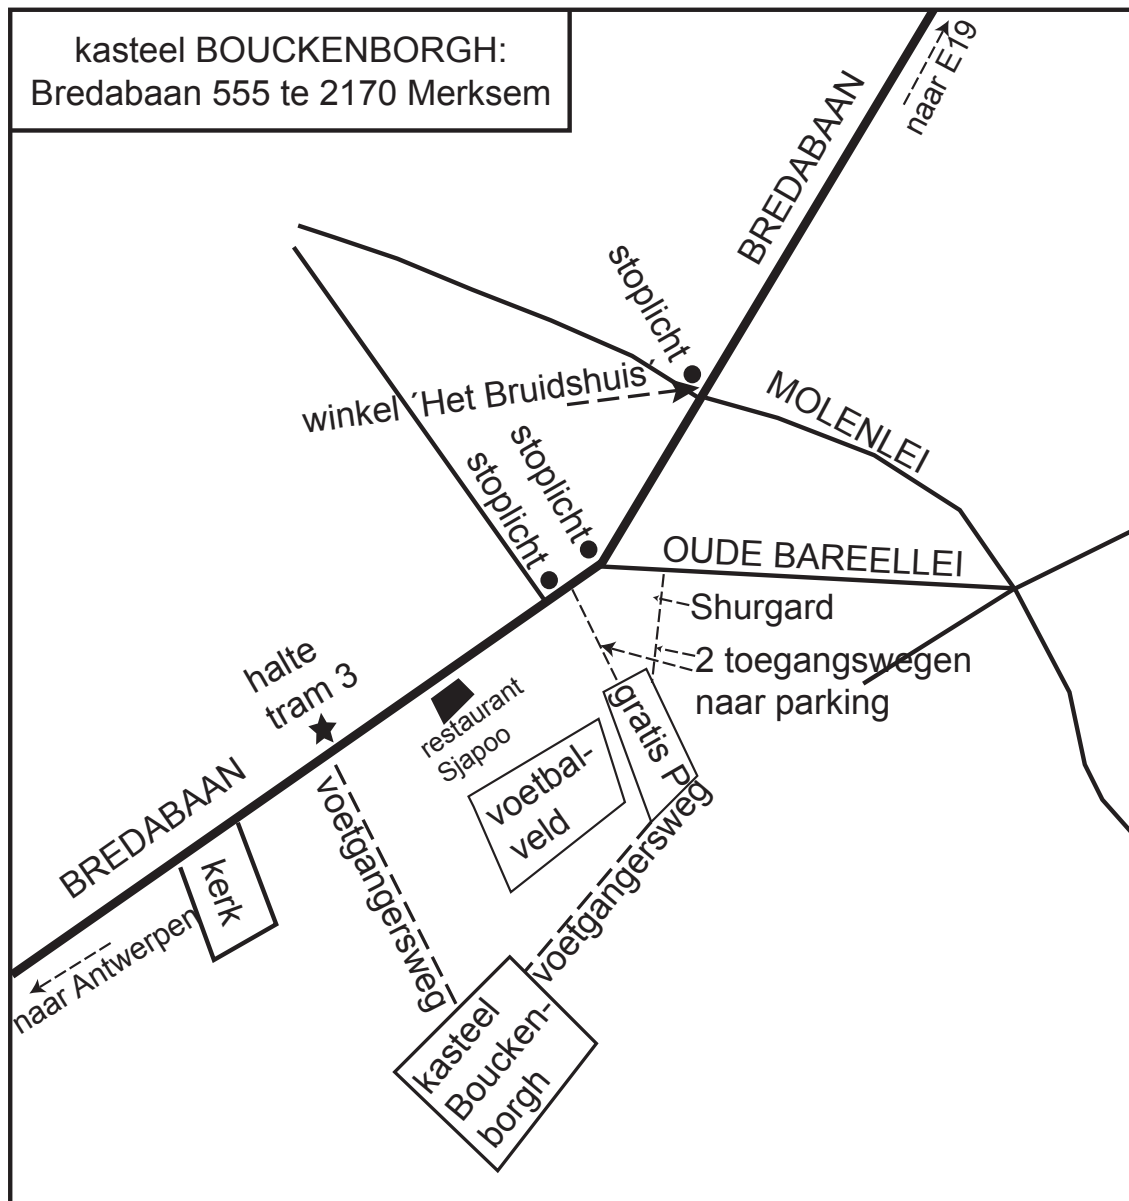 kasteel BOUCKENBORGH:
Bredabaan 555 te 2170 Merksem
naar E19
BREDABAAN
stoplicht
winkel ´Het Bruidshuis´
MOLENLEI
stoplicht
stoplicht
OUDE BAREELLEI
Shurgard
2 toegangswegen
naar parking
halte
tram 3
restaurant
Sjapoo
gratis P
voetbal-
veld
BREDABAAN
voetgangersweg
voetgangersweg
kerk
naar Antwerpen
kasteel
Boucken-
borgh